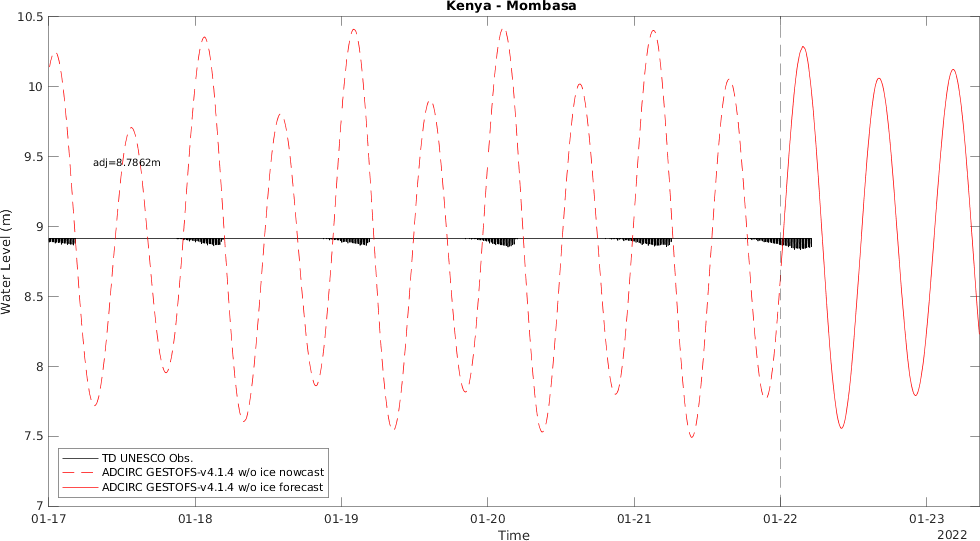 Kenya - Mombasa
10.5
10
9.5
9
8.5
8
7.5
7
Water Level (m)
adj=8.7862m
TD UNESCO Obs.
ADCIRC GESTOFS-v4.1.4 w/o ice nowcast
ADCIRC GESTOFS-v4.1.4 w/o ice forecast
01-17 01-18 01-19 01-20 01-21 01-22 01-23
Time
2022